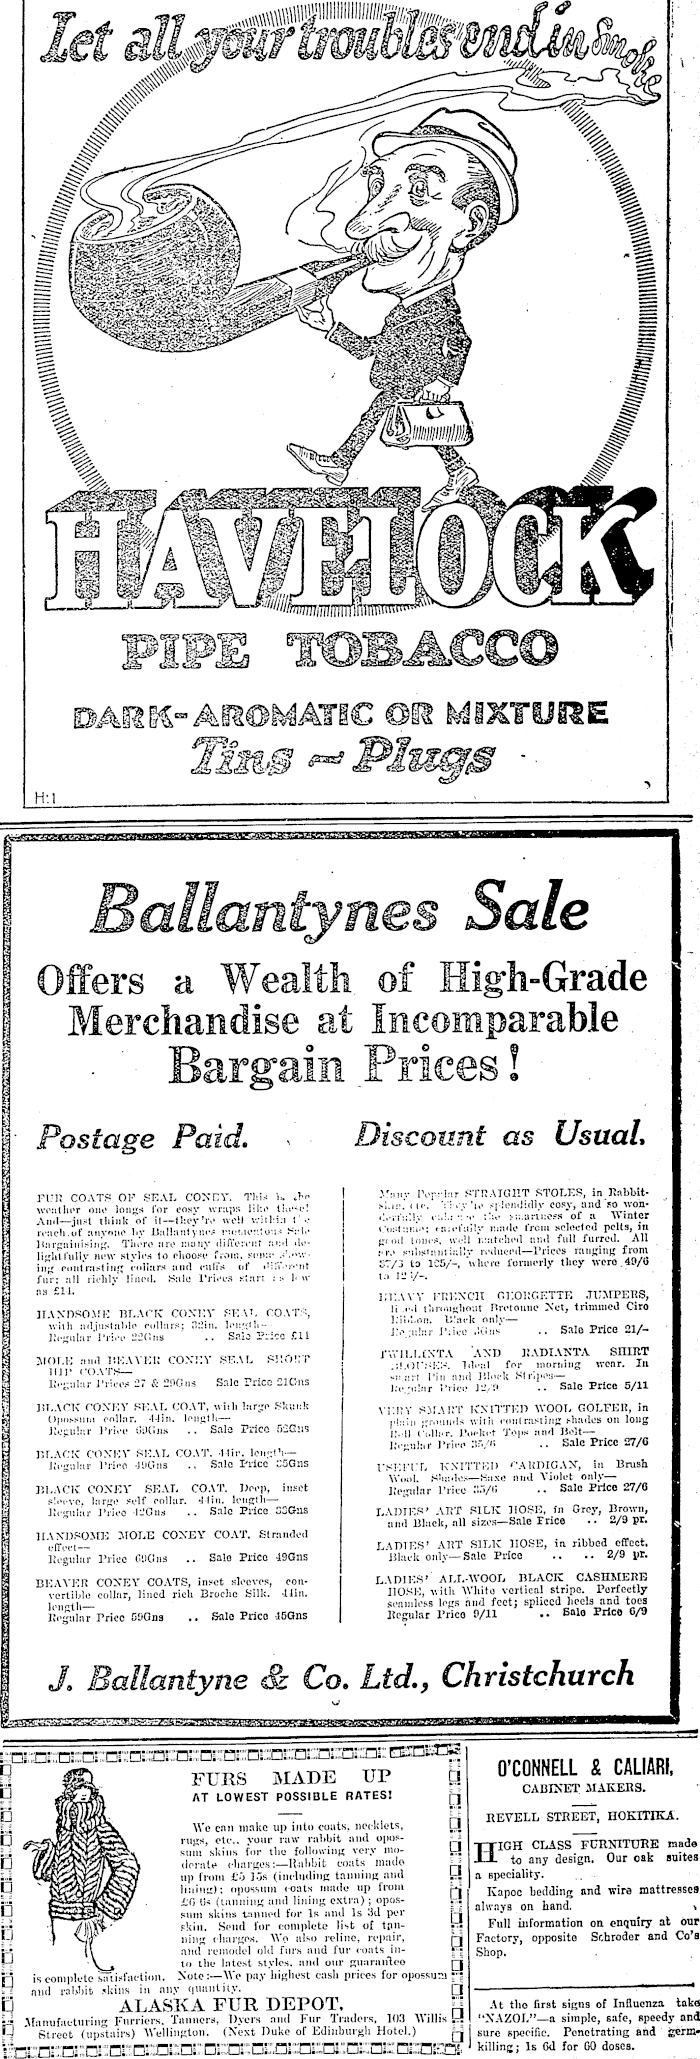 Let all your troubles end in Smoke
HAVELOCK
PIPE TOBACCO
DARK-AROMATIC OR MIXTURE
Tins ~ Plugs
H:1
Ballantynes Sale
Offers a Wealth of High-Grade
Merchandise at Incomparable
Bargain Prices!
Postage Paid. Discount as Usual.
FUR COATS OF SEAL CONEY. This is the
weather one longs for cosy wraps like these!
And—just think of it—they're well within the
reach of anyone by Ballantynes momentous Sale
Bargainising. There are many different and de-
lightfully new styles to choose from, some show-
ing contrasting collars and cuffs of different
fur; all richly lined. Sale Prices start as low
as £11.
HANDSOME BLACK CONEY SEAL COATS,
with adjustable collars; 32in. length—
Regular Price 22Gns .. Sale Price £11
MOLE and BEAVER CONEY SEAL SHORT
HIP COATS—
Regular Prices 27 & 29Gns Sale Price 21Gns
BLACK CONEY SEAL COAT, with large Skunk
Opossum collar. 44in. length—
Regular Price 69Gns .. Sale Price 52Gns
BLACK CONEY SEAL COAT. 44in. length—
Regular Price 49Gns .. Sale Price 35Gns
BLACK CONEY SEAL COAT. Deep, inset
sleeve, large self collar. 44in. length—
Regular Price 42Gns .. Sale Price 33Gns
HANDSOME MOLE CONEY COAT. Stranded
effect—
Regular Price 69Gns .. Sale Price 49Gns
BEAVER CONEY COATS, inset sleeves, con-
vertible collar, lined rich Broche Silk. 44in.
length—
Regular Price 59Gns .. Sale Price 45Gns
Many Popular STRAIGHT STOLES, in Rabbit-
skin, etc. They're splendidly cosy, and so won-
derfully enhance the smartness of a Winter
Costume; carefully made from selected pelts, in
good tones, well matched and full furred. All
are substantially reduced—Prices ranging from
37/3 to 105/-, where formerly they were 49/6
to
HEAVY FRENCH GEORGETTE JUMPERS,
lined throughout Bretonne Net, trimmed Cire
Ribbon. Black only—
Regular Price 3Gns .. Sale Price 21/-
TWILLINTA AND RADIANTA SHIRT
BLOUSES. Ideal for morning wear. In
smart Pin and Block Stripes—
Regular Price 12/9 .. Sale Price 5/11
VERY SMART KNITTED WOOL GOLFER, in
plain grounds with contrasting shades on long
Roll Collar, Pocket Tops and Belt—
Regular Price 35/6 .. Sale Price 27/6
USEFUL KNITTED CARDIGAN, in Brush
Wool. Shades—Saxe and Violet only—
Regular Price 35/6 .. Sale Price 27/6
LADIES' ART SILK HOSE, in Grey, Brown,
and Black, all sizes—Sale Price .. 2/9 pr.
LADIES' ART SILK HOSE, in ribbed effect.
Black only—Sale Price .. .. 2/9 pr.
LADIES' ALL-WOOL BLACK CASHMERE
HOSE, with White vertical stripe. Perfectly
seamless legs and feet; spliced heels and toes
Regular Price 9/11 .. Sale Price 6/9
J. Ballantyne & Co. Ltd., Christchurch
FURS MADE UP
AT LOWEST POSSIBLE RATES!
We can make up into coats, necklets,
rugs, etc., your raw rabbit and opos-
sum skins for the following very mo-
derate charges:—Rabbit coats made
up from £5 15s (including tanning and
lining); opossum coats made up from
£6 6s (tanning and lining extra); opos-
sum skins tanned for 1s and 1s 3d per
skin. Send for complete list of tan-
ning charges. We also reline, repair,
and remodel old furs and fur coats in-
to the latest styles, and our guarantee
is complete satisfaction. Note:—We pay highest cash prices for opossum
and rabbit skins in any quantity.
ALASKA FUR DEPOT,
Manufacturing Furriers, Tanners, Dyers and Fur Traders, 103 Willis
Street (upstairs) Wellington. (Next Duke of Edinburgh Hotel.)
O'CONNELL & CALIARI,
CABINET MAKERS.
REVELL STREET, HOKITIKA.
HIGH CLASS FURNITURE made
to any design. Our oak suites
a speciality.
Kapoc bedding and wire mattresses
always on hand.
Full information on enquiry at our
Factory, opposite Schroder and Co's
Shop.
At the first signs of Influenza take
"NAZOL"—a simple, safe, speedy and
sure specific. Penetrating and germ-
killing; 1s 6d for 60 doses.